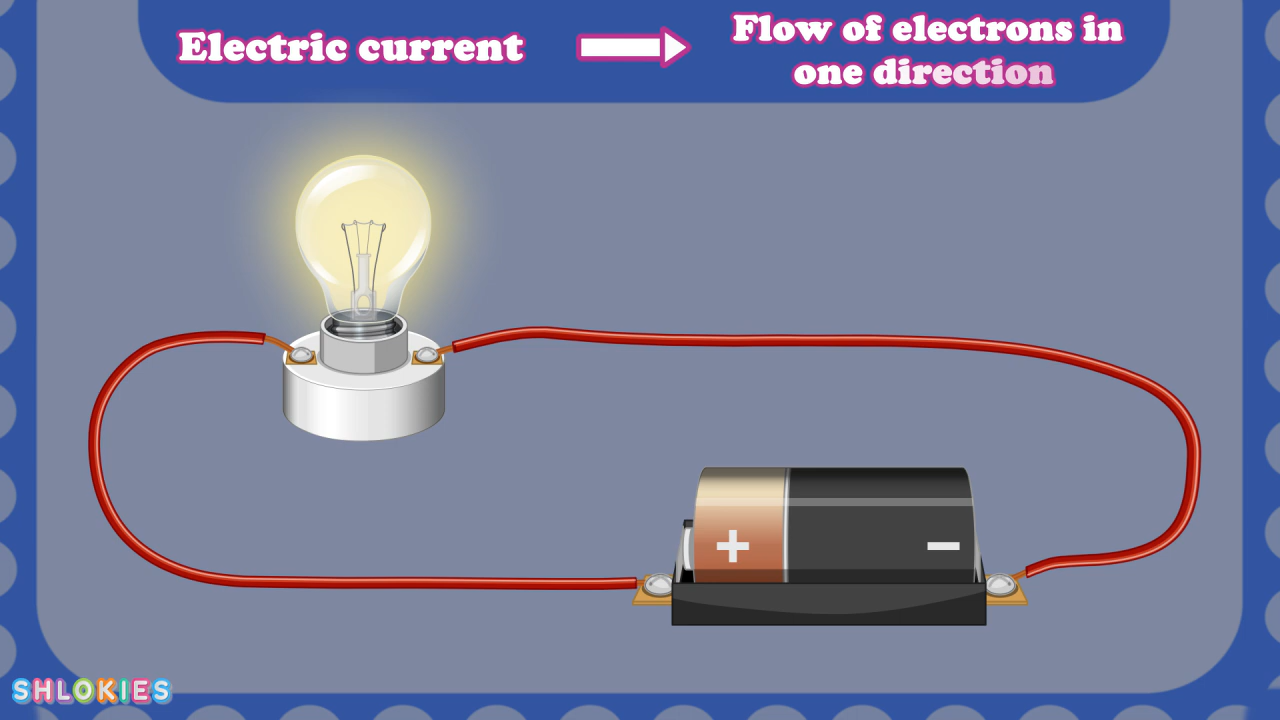 Electric current
Flow of electrons in
one direction
+ −
SHLOKIES